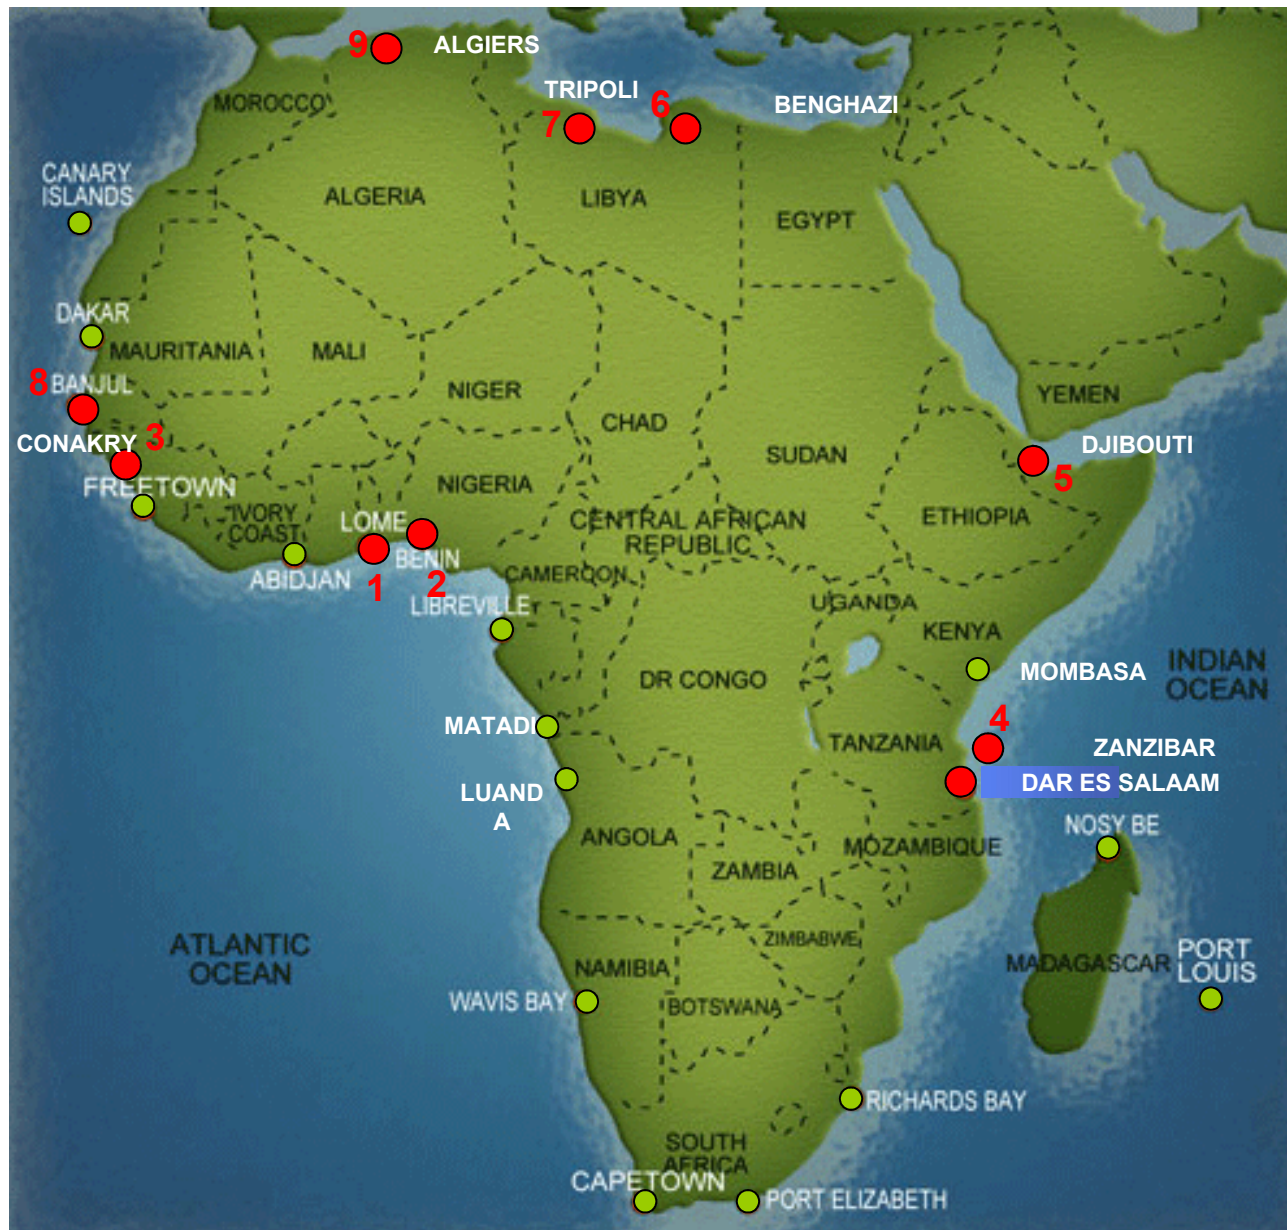 9
ALGIERS
TRIPOLI
6
BENGHAZI
MOROCCO
7
CANARY
ISLANDS
ALGERIA
LIBYA
EGYPT
DAKAR
MAURITANIA
MALI
8
BANJUL
NIGER
YEMEN
CHAD
CONAKRY
3
SUDAN
DJIBOUTI
5
FREETOWN
NIGERIA
IVORY
COAST
LOME
CENTRAL AFRICAN
REPUBLIC
ETHIOPIA
ABIDJAN
1
BENIN
2
CAMEROON
LIBREVILLE
UGANDA
KENYA
DR CONGO
MOMBASA
INDIAN
OCEAN
MATADI
4
TANZANIA
ZANZIBAR
DAR ES SALAAM
LUAND
A
NOSY BE
ANGOLA
MOZAMBIQUE
ZAMBIA
ATLANTIC
OCEAN
ZIMBABWE
NAMIBIA
MADAGASCAR
PORT
LOUIS
WAVIS BAY
BOTSWANA
RICHARDS BAY
SOUTH
AFRICA
CAPETOWN
PORT ELIZABETH